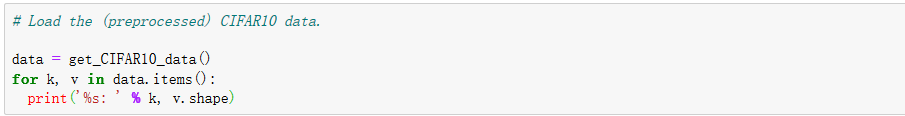 # Load the (preprocessed) CIFAR10 data.

data = get_CIFAR10_data()
for k, v in data.items():
  print('%s: ' % k, v.shape)